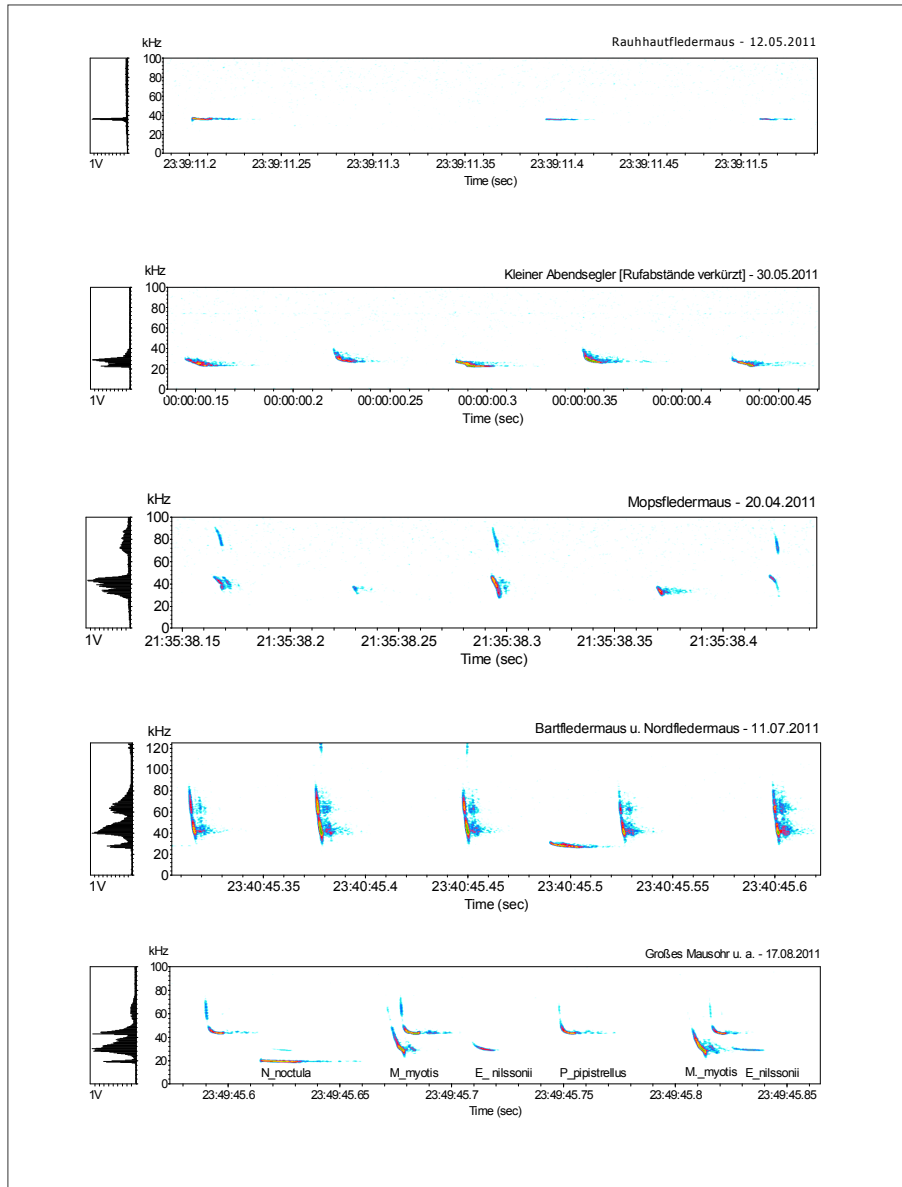 Rauhhautfledermaus - 12.05.2011
kHz
100
80
60
40
20
0
1V
23:39:11.2 23:39:11.25 23:39:11.3 23:39:11.35 23:39:11.4 23:39:11.45 23:39:11.5
Time (sec)
Kleiner Abendsegler [Rufabstände verkürzt] - 30.05.2011
kHz
100
80
60
40
20
0
1V
00:00:00.15 00:00:00.2 00:00:00.25 00:00:00.3 00:00:00.35 00:00:00.4 00:00:00.45
Time (sec)
Mopsfledermaus - 20.04.2011
kHz
100
80
60
40
20
0
1V
21:35:38.15 21:35:38.2 21:35:38.25 21:35:38.3 21:35:38.35 21:35:38.4
Time (sec)
Bartfledermaus u. Nordfledermaus - 11.07.2011
kHz
120
100
80
60
40
20
0
1V
23:40:45.35 23:40:45.4 23:40:45.45 23:40:45.5 23:40:45.55 23:40:45.6
Time (sec)
Großes Mausohr u. a. - 17.08.2011
kHz
100
80
60
40
20
0
N_noctula M_myotis E_ nilssonii P_pipistrellus M._myotis E_nilssonii
1V
23:49:45.6 23:49:45.65 23:49:45.7 23:49:45.75 23:49:45.8 23:49:45.85
Time (sec)